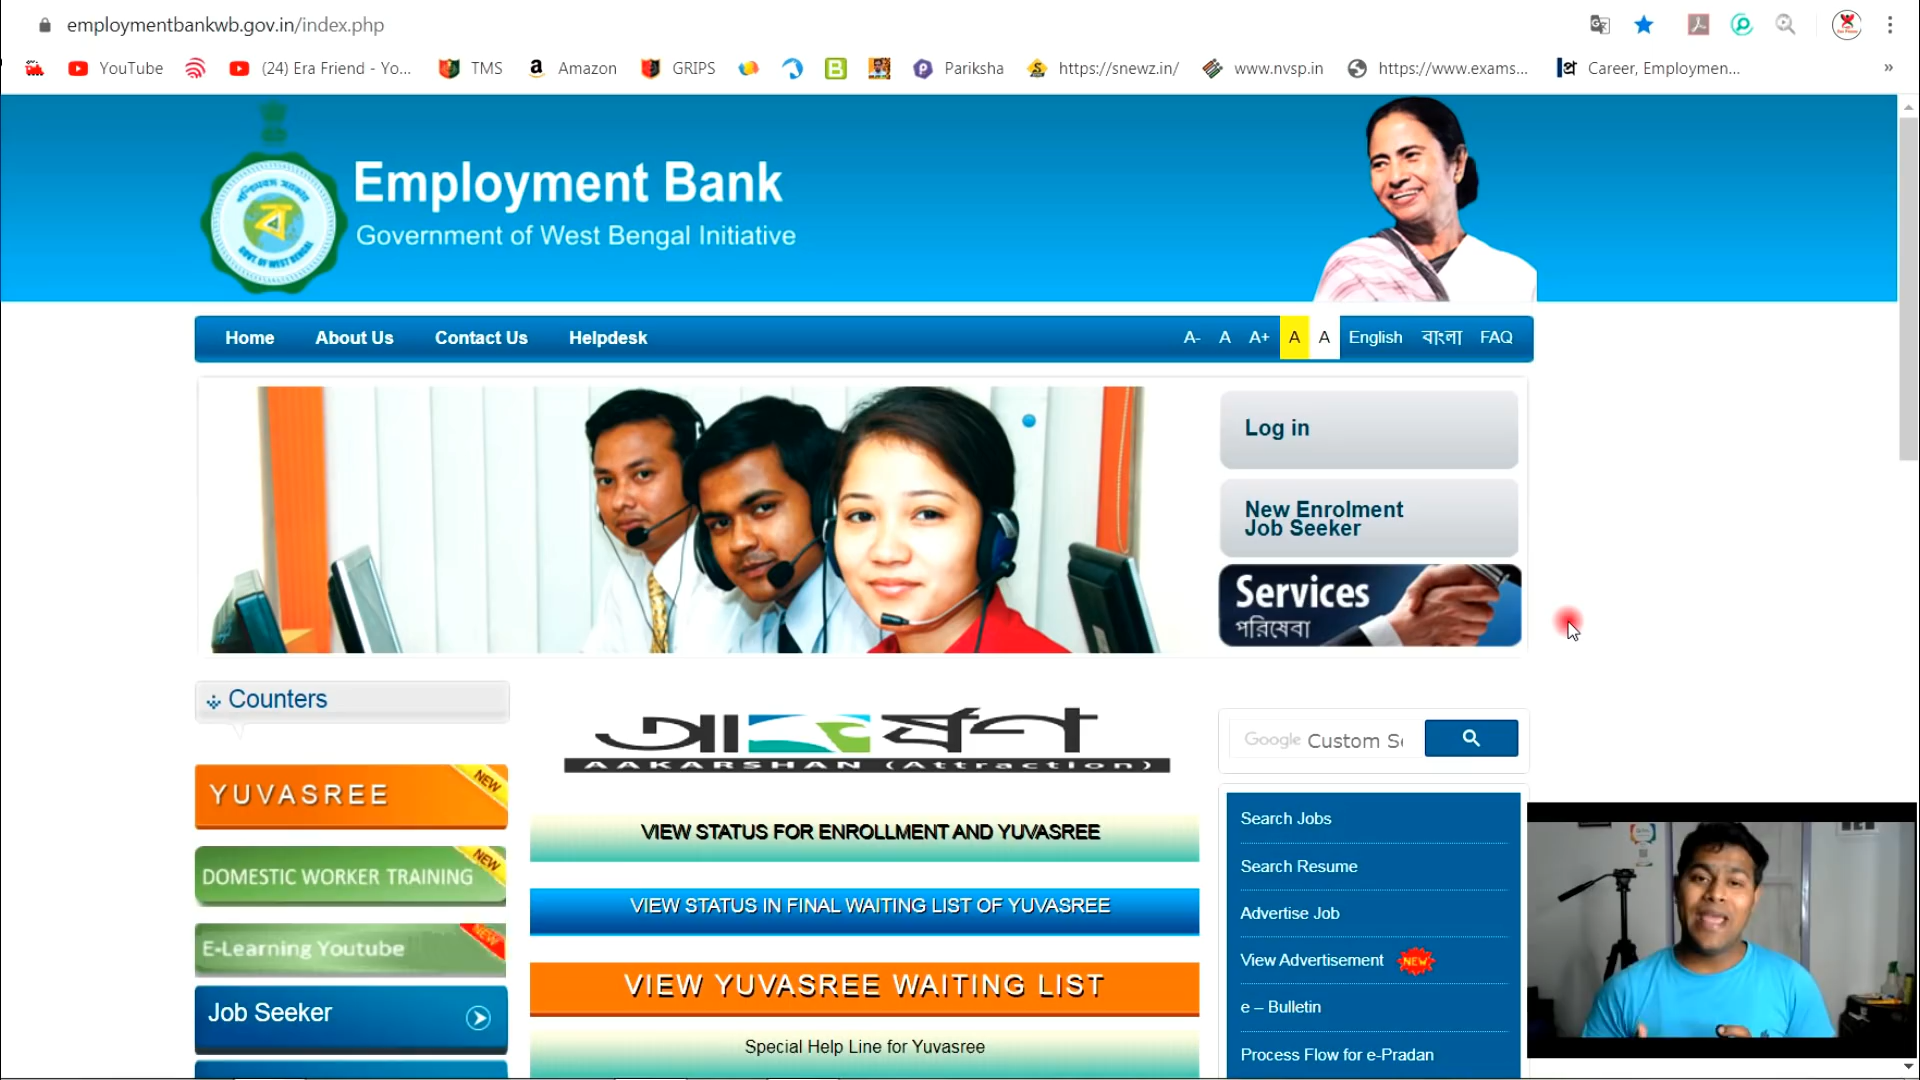 employmentbankwb.gov.in/index.php
YouTube
(24) Era Friend - Yo...
TMS
Amazon
GRIPS
Pariksha
https://snewz.in/
www.nvsp.in
https://www.exams...
Career, Employmen...
»
Employment Bank
Government of West Bengal Initiative
GOVT. OF WEST BENGAL
Home
About Us
Contact Us
Helpdesk
A-
A
A+
A
A
English
বাংলা
FAQ
Log in
New Enrolment
Job Seeker
Services
পরিষেবা
Counters
YUVASREE
NEW
DOMESTIC WORKER TRAINING
NEW
E-Learning Youtube
NEW
Job Seeker
AAKARSHAN (Attraction)
VIEW STATUS FOR ENROLLMENT AND YUVASREE
VIEW STATUS IN FINAL WAITING LIST OF YUVASREE
VIEW YUVASREE WAITING LIST
Special Help Line for Yuvasree
Google Custom Se
Search Jobs
Search Resume
Advertise Job
View Advertisement NEW
e – Bulletin
Process Flow for e-Pradan